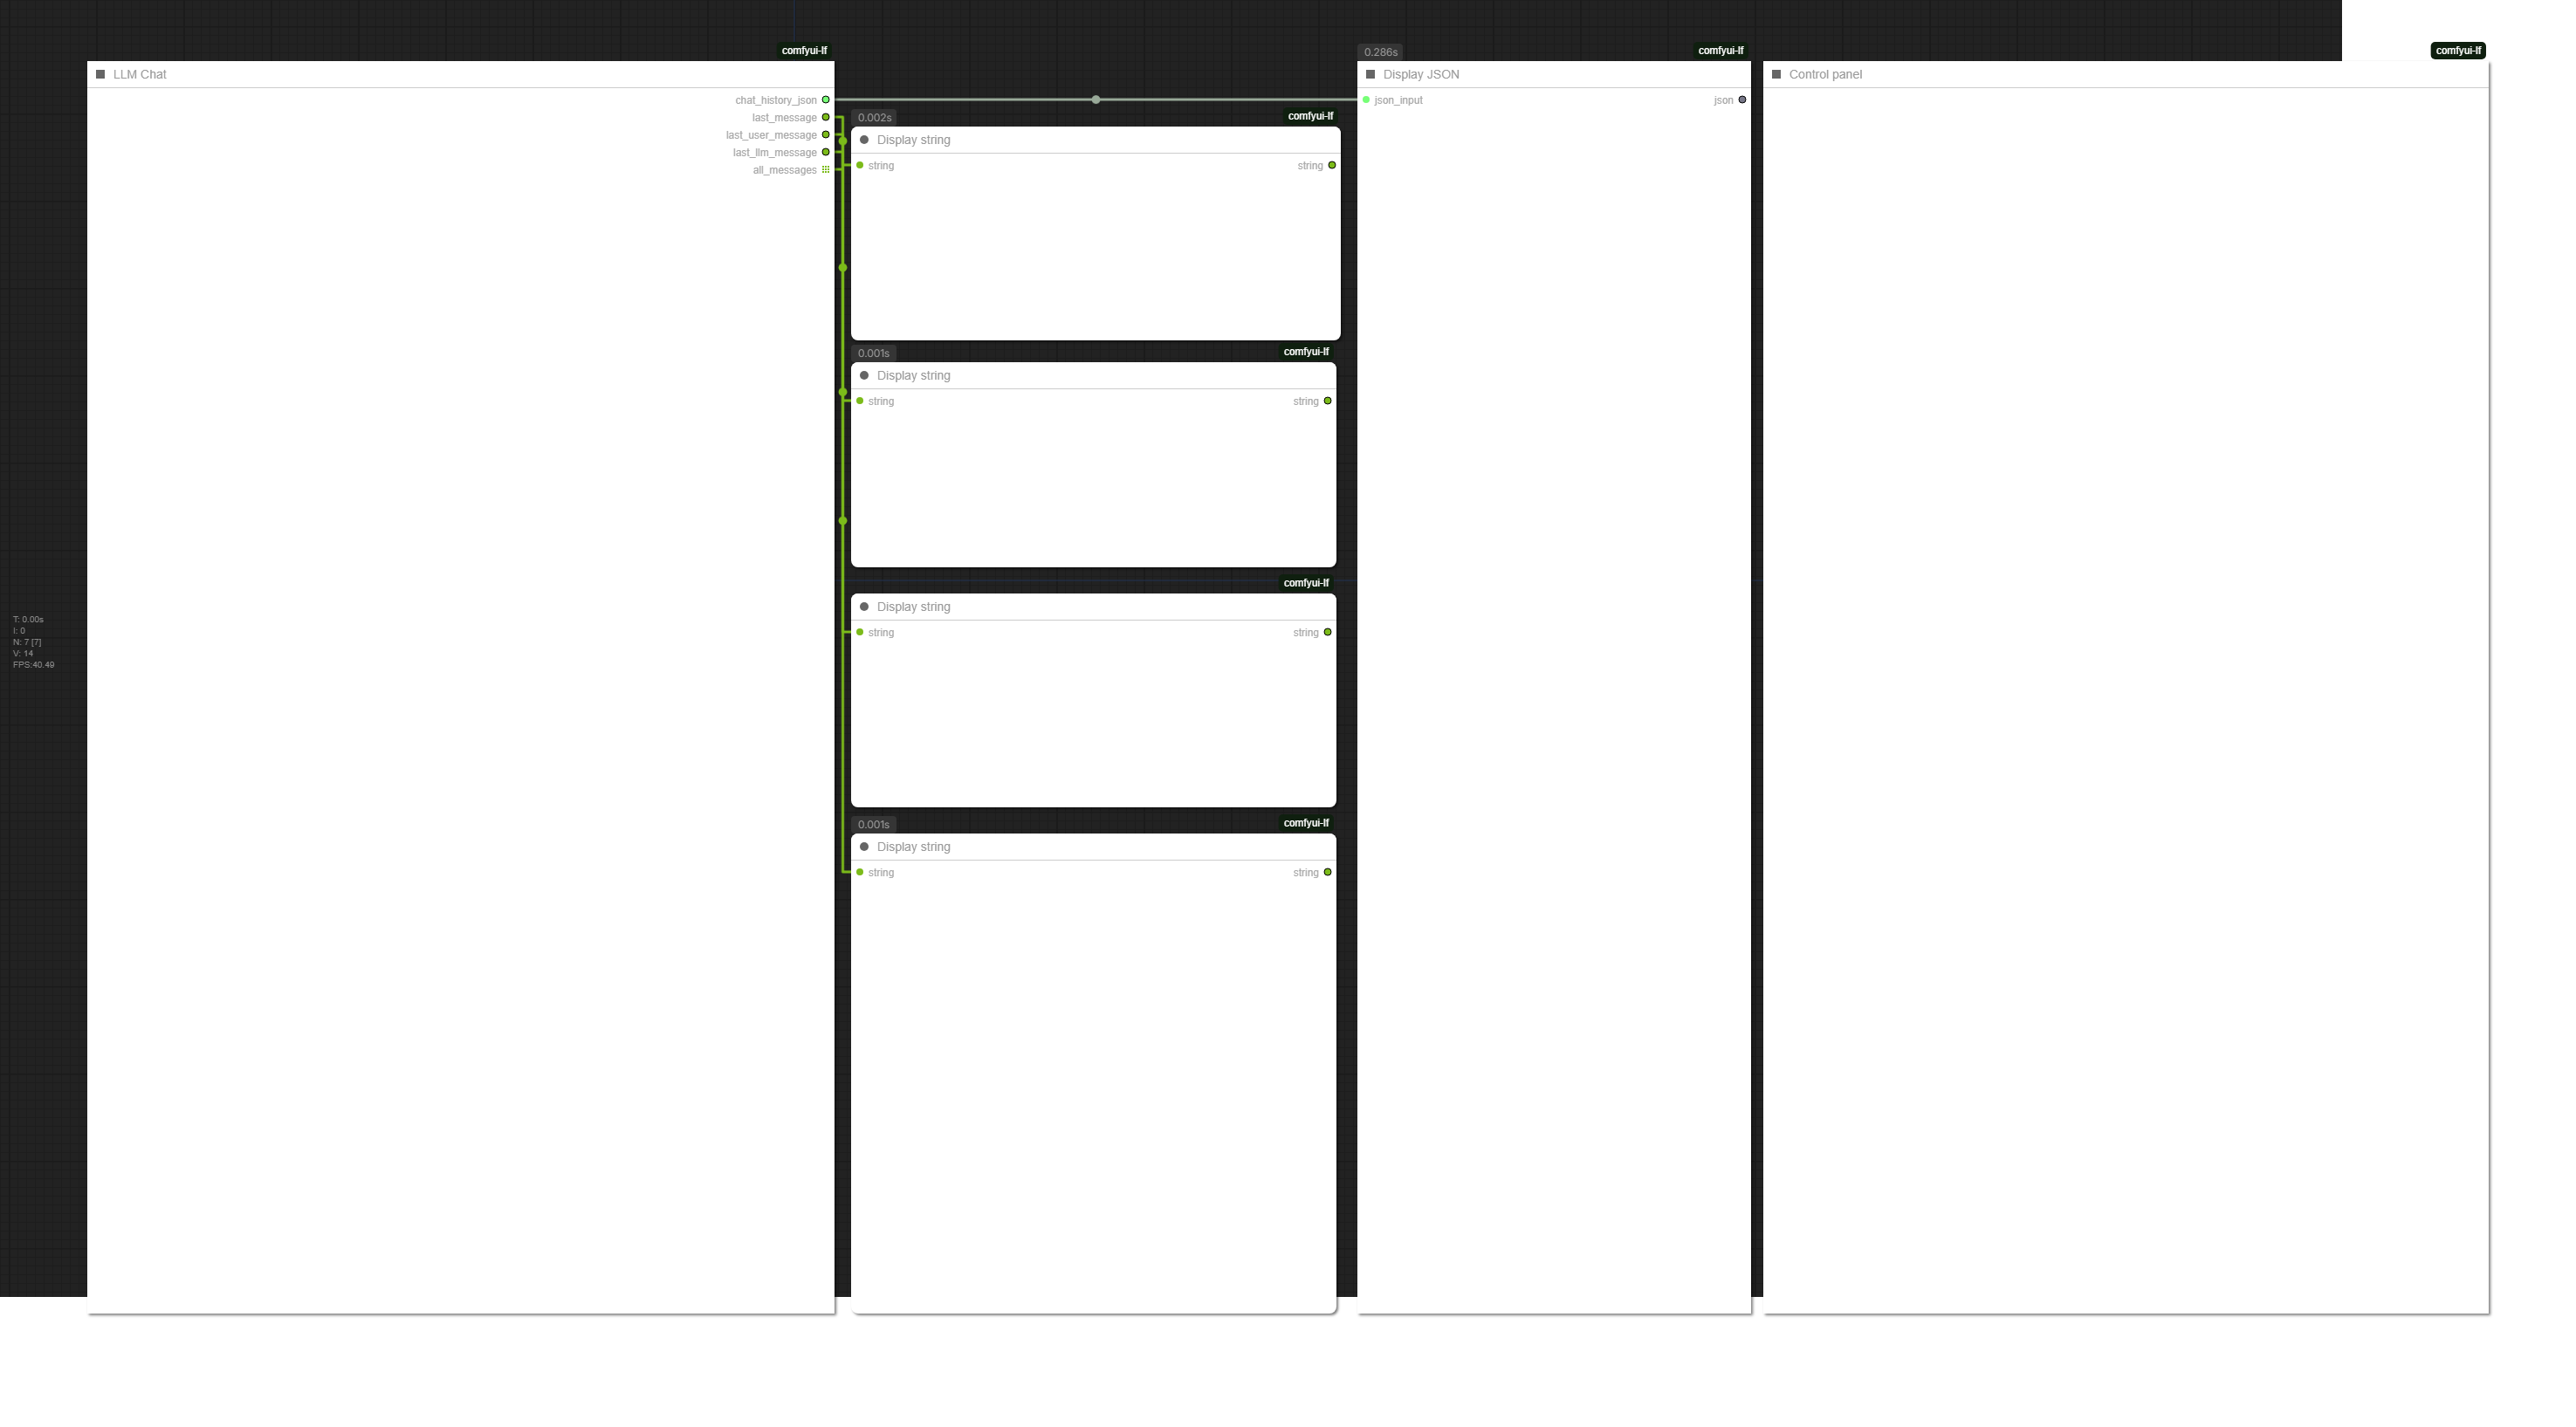 comfyui-lf
LLM Chat
chat_history_json
last_message
last_user_message
last_llm_message
all_messages
0.002s
comfyui-lf
Display string
string
string
0.001s
comfyui-lf
Display string
string
string
comfyui-lf
Display string
string
string
0.001s
comfyui-lf
Display string
string
string
0.286s
comfyui-lf
Display JSON
json_input
json
comfyui-lf
Control panel
T: 0.00s
I: 0
N: 7 [7]
V: 14
FPS:40.49